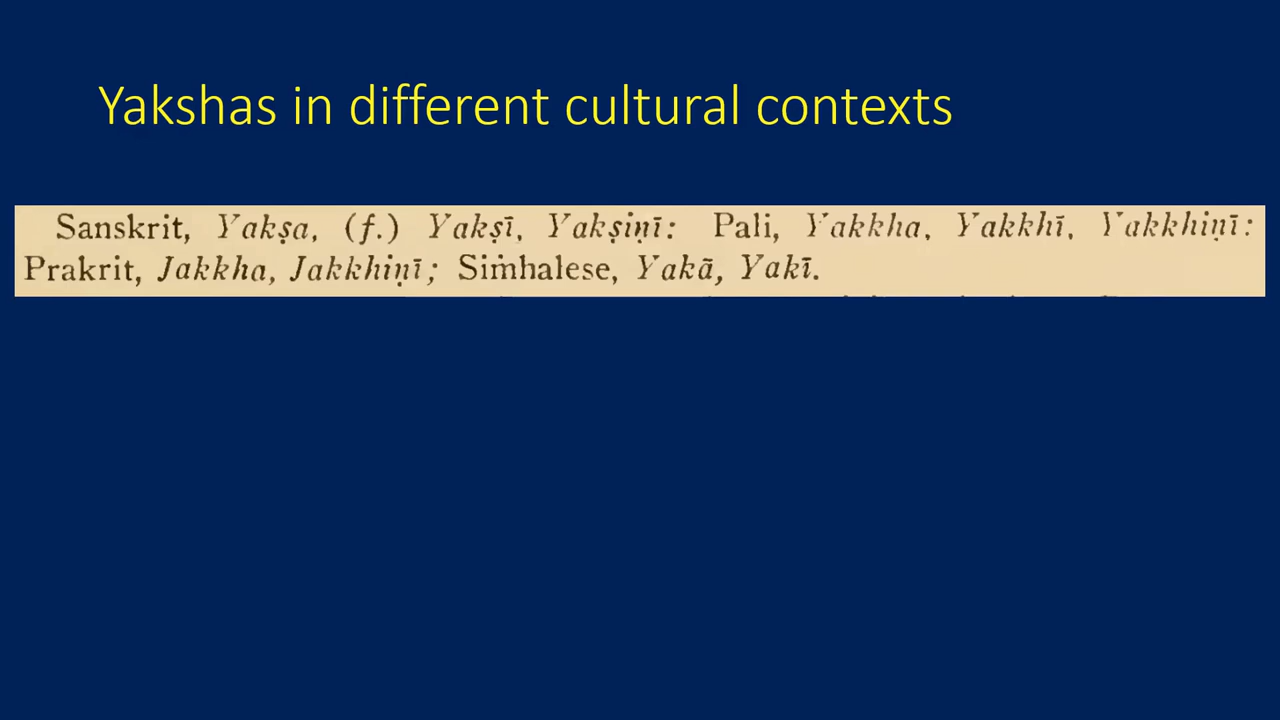 Yakshas in different cultural contexts
Sanskrit, Yakṣa, (f.) Yakṣī, Yakṣiṇī: Pali, Yakkha, Yakkhī, Yakkhiṇī:
Prakrit, Jakkha, Jakkhiṇī; Siṁhalese, Yakā, Yakī.